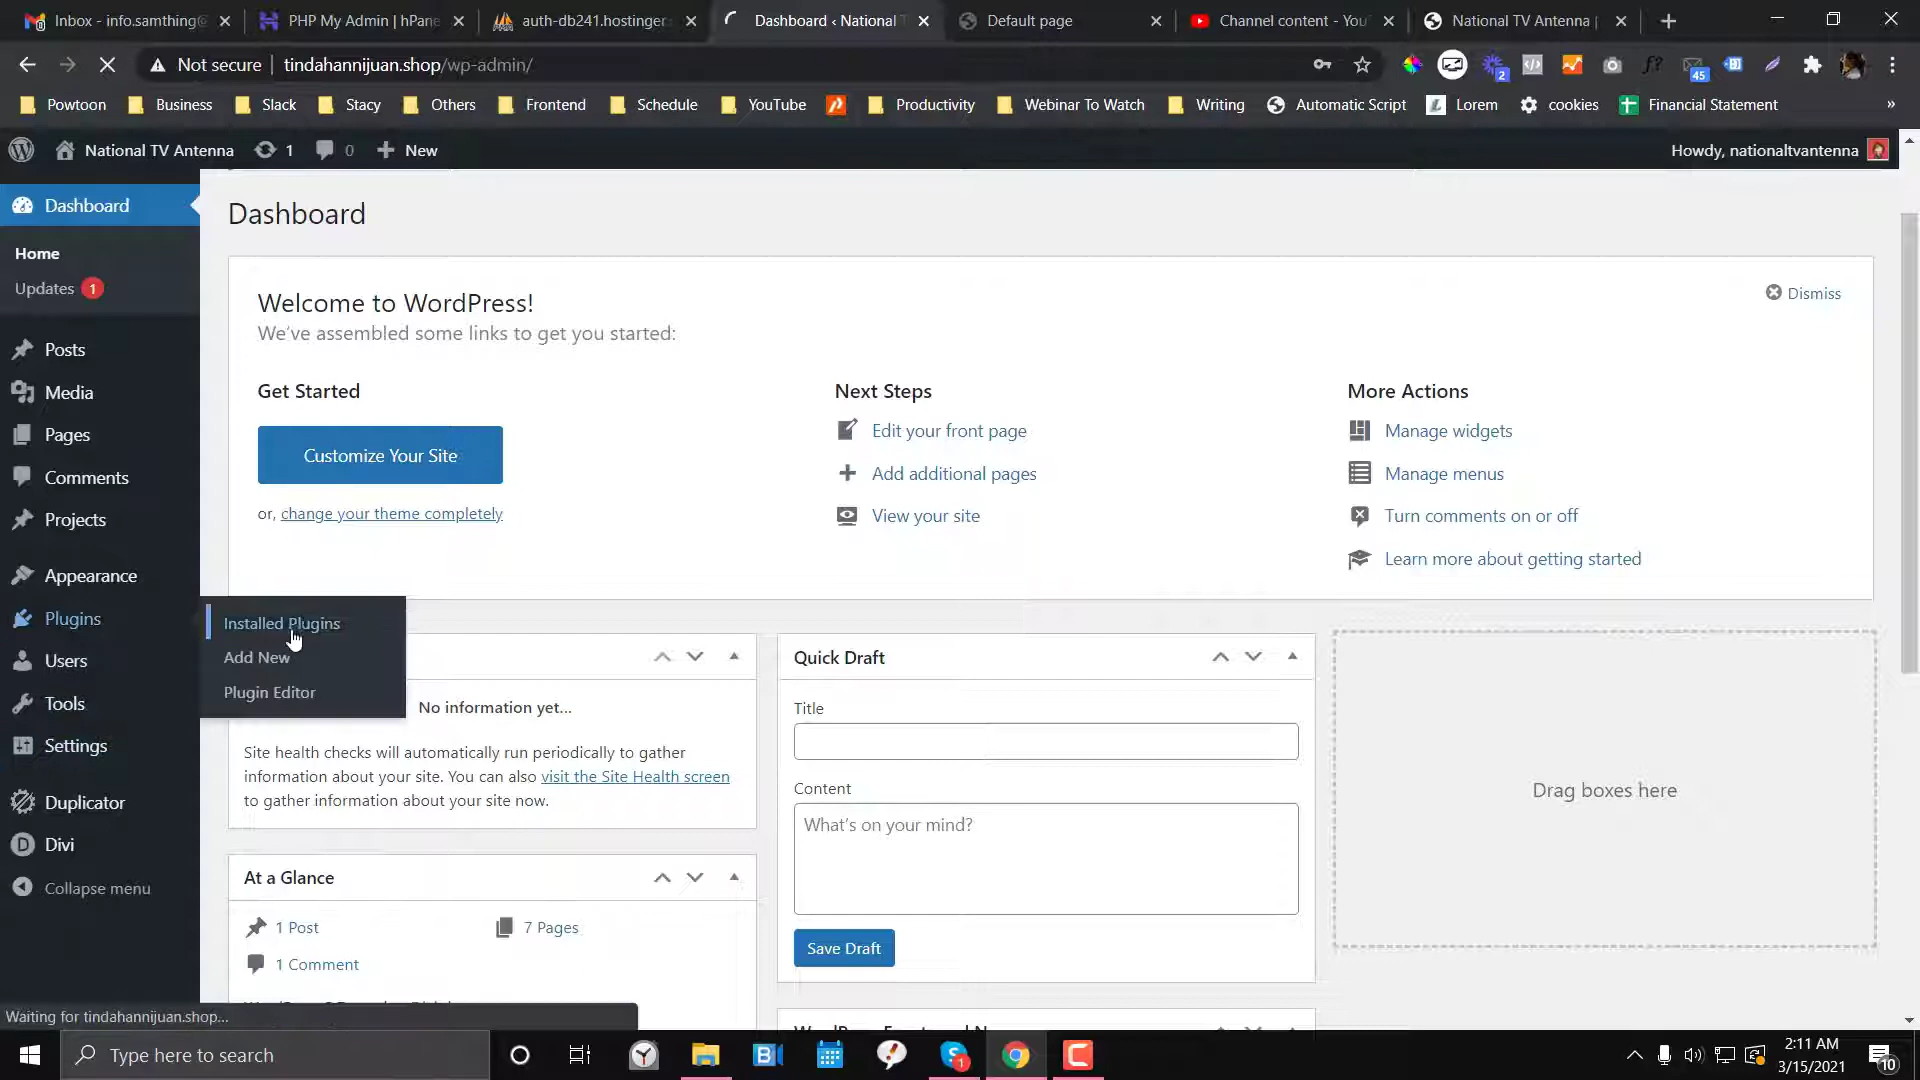 Inbox - info.samthing@
PHP My Admin | hPane
auth-db241.hostinger
Dashboard ‹ National T
Default page
Channel content - YouT
National TV Antenna |
Not secure
tindahannijuan.shop/wp-admin/
2
45
Powtoon
Business
Slack
Stacy
Others
Frontend
Schedule
YouTube
Productivity
Webinar To Watch
Writing
Automatic Script
Lorem
cookies
Financial Statement
»
National TV Antenna
1
0
New
Howdy, nationaltvantenna
Dashboard
Home
Updates 1
Posts
Media
Pages
Comments
Projects
Appearance
Plugins
Users
Tools
Settings
Duplicator
Divi
Collapse menu
Installed Plugins
Add New
Plugin Editor
Dashboard
Welcome to WordPress!
We've assembled some links to get you started:
Dismiss
Get Started
Customize Your Site
or, change your theme completely
Next Steps
Edit your front page
Add additional pages
View your site
More Actions
Manage widgets
Manage menus
Turn comments on or off
Learn more about getting started
No information yet...
Site health checks will automatically run periodically to gather
information about your site. You can also visit the Site Health screen
to gather information about your site now.
At a Glance
1 Post
7 Pages
1 Comment
Quick Draft
Title
Content
What's on your mind?
Save Draft
Drag boxes here
Waiting for tindahannijuan.shop...
Type here to search
1
2:11 AM
3/15/2021
10